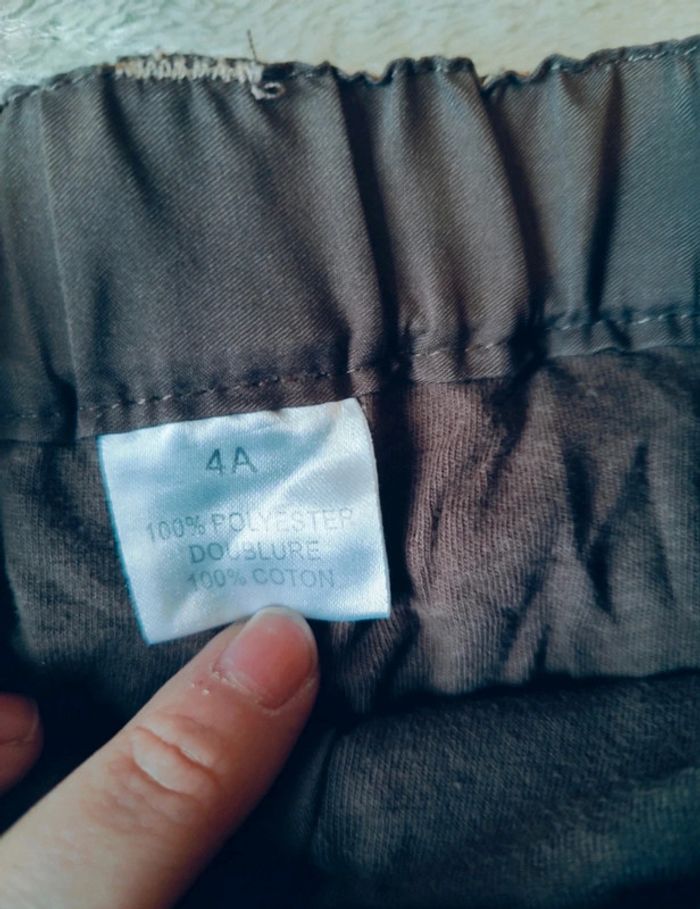 4A
100% POLYESTER
DOUBLURE
100% COTON